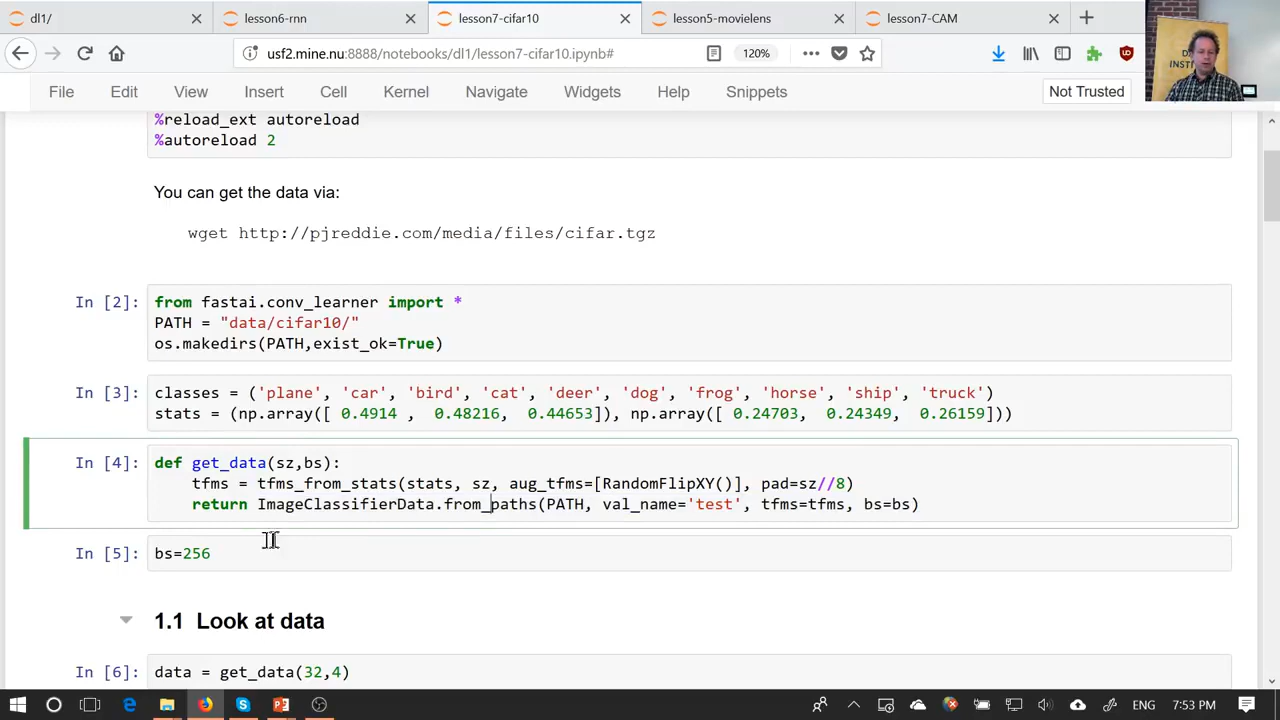 dl1/
lesson6-rnn
lesson7-cifar10
lesson5-movielens
lesson7-CAM
usf2.mine.nu:8888/notebooks/dl1/lesson7-cifar10.ipynb#
120%
File Edit View Insert Cell Kernel Navigate Widgets Help Snippets
Not Trusted
%reload_ext autoreload
%autoreload 2
You can get the data via:
wget http://pjreddie.com/media/files/cifar.tgz
In [2]: from fastai.conv_learner import *
PATH = "data/cifar10/"
os.makedirs(PATH,exist_ok=True)
In [3]: classes = ('plane', 'car', 'bird', 'cat', 'deer', 'dog', 'frog', 'horse', 'ship', 'truck')
stats = (np.array([ 0.4914 ,  0.48216,  0.44653]), np.array([ 0.24703,  0.24349,  0.26159]))
In [4]: def get_data(sz,bs):
tfms = tfms_from_stats(stats, sz, aug_tfms=[RandomFlipXY()], pad=sz//8)
return ImageClassifierData.from_paths(PATH, val_name='test', tfms=tfms, bs=bs)
In [5]: bs=256
1.1 Look at data
In [6]: data = get_data(32,4)
ENG 7:53 PM